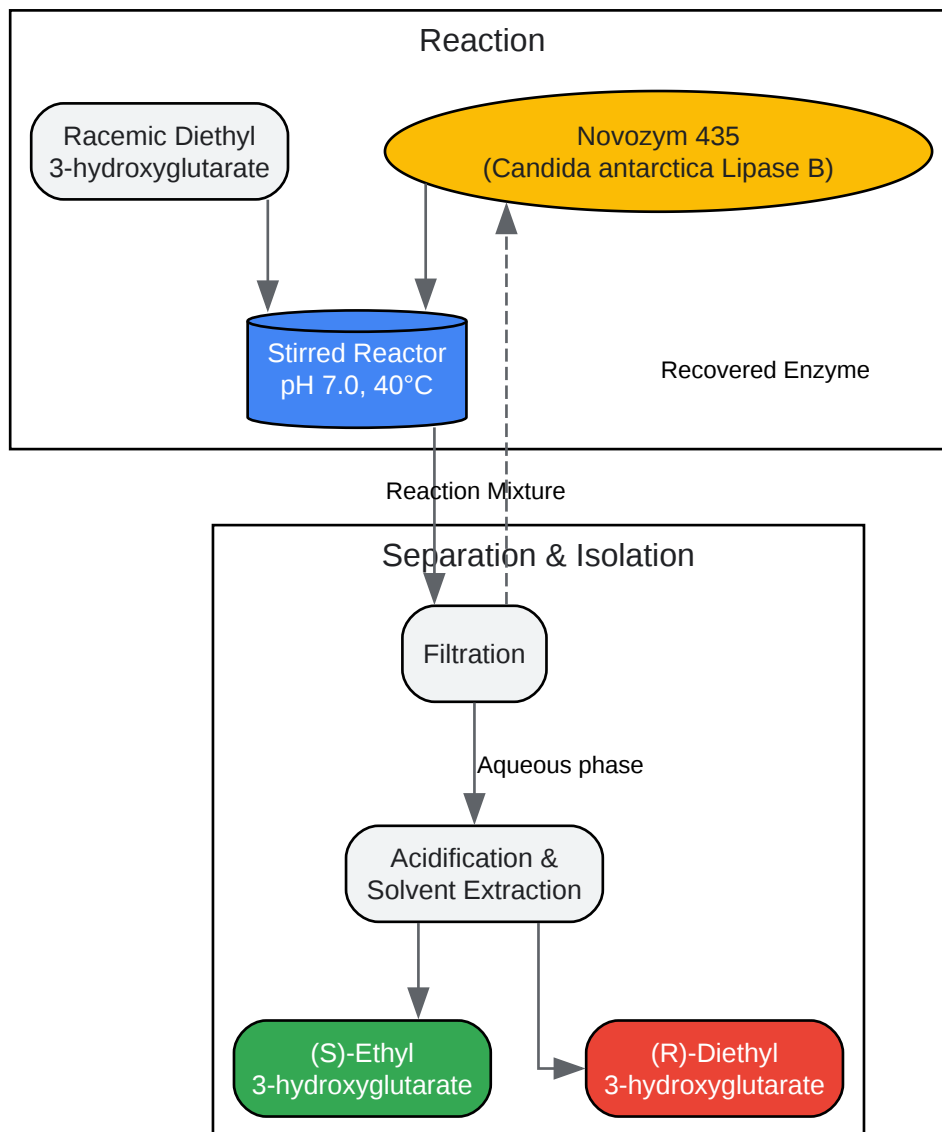 Reaction
Racemic Diethyl
3-hydroxyglutarate
Novozym 435
(Candida antarctica Lipase B)
Stirred Reactor
pH 7.0, 40°C
Recovered Enzyme
Reaction Mixture
Separation & Isolation
Filtration
Aqueous phase
Acidification &
Solvent Extraction
(S)-Ethyl
3-hydroxyglutarate
(R)-Diethyl
3-hydroxyglutarate